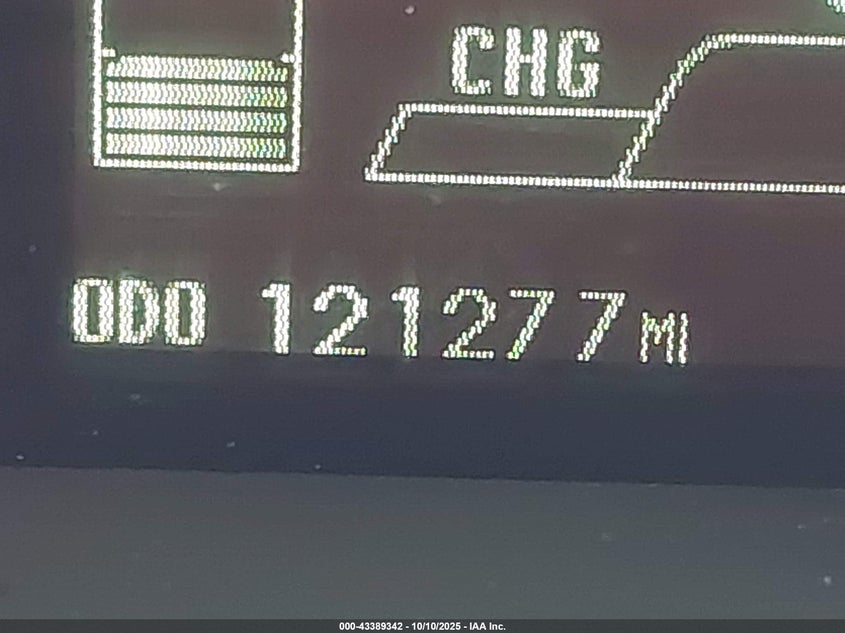 CHG
ODO 121277 MI
000-43389342 - 10/10/2025 - IAA Inc.